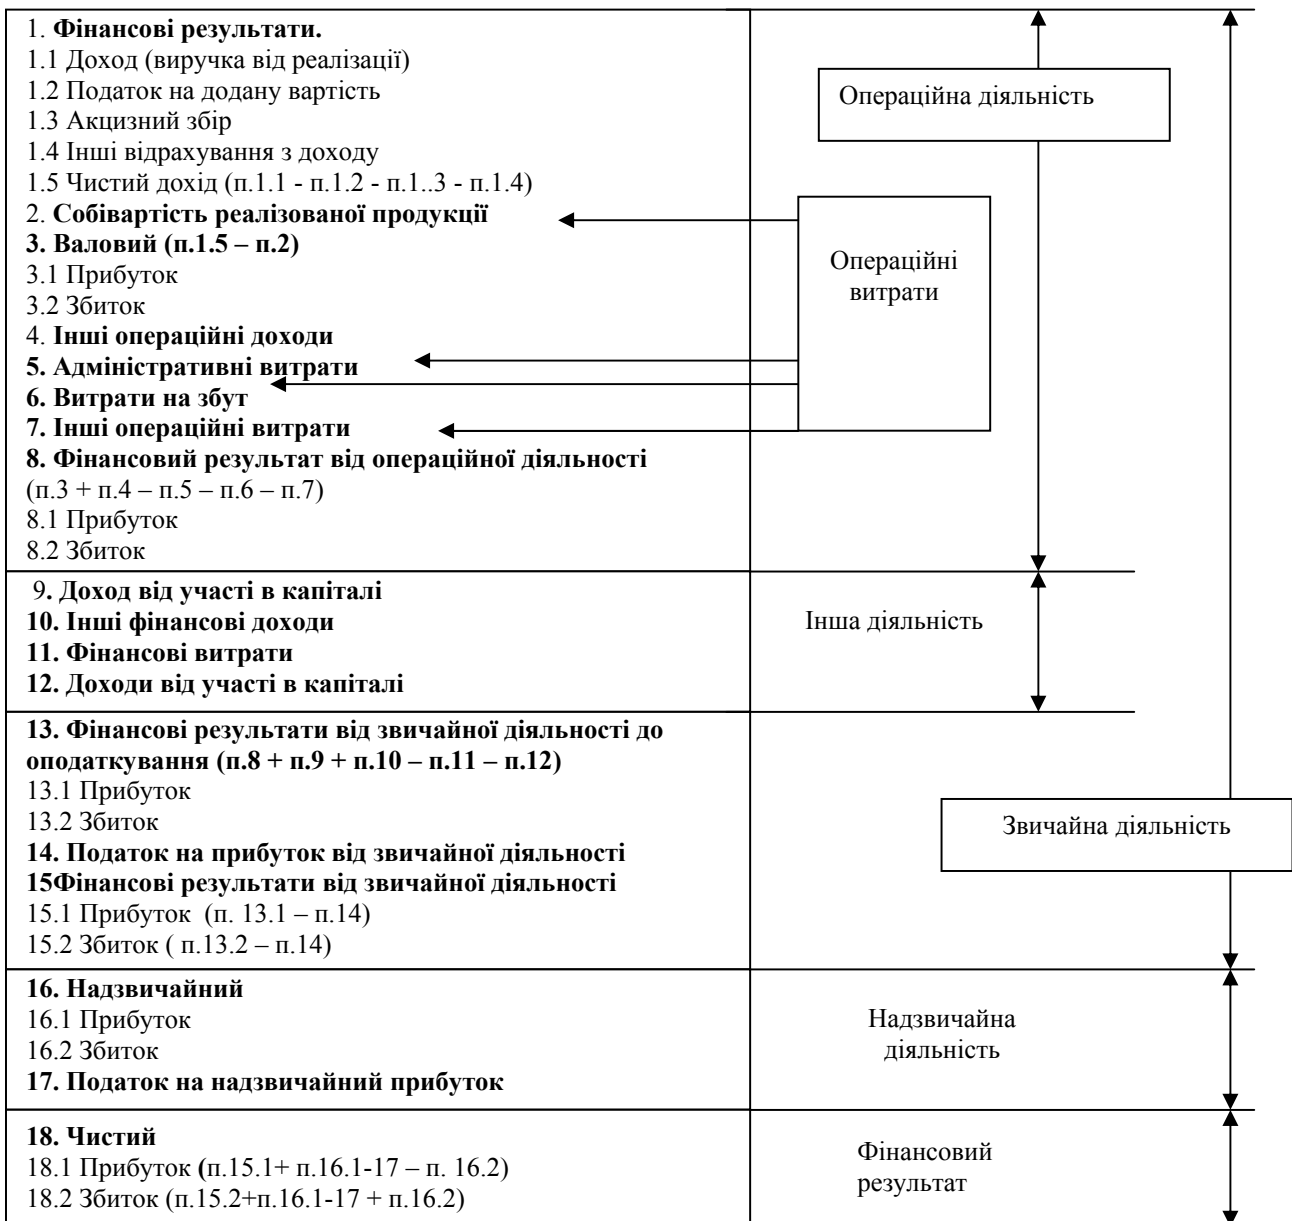 1. Фінансові результати.
1.1 Доход (виручка від реалізації)
1.2 Податок на додану вартість
1.3 Акцизний збір
1.4 Інші відрахування з доходу
1.5 Чистий дохід (п.1.1 - п.1.2 - п.1..3 - п.1.4)
2. Собівартість реалізованої продукції
3. Валовий (п.1.5 – п.2)
3.1 Прибуток
3.2 Збиток
4. Інші операційні доходи
5. Адміністративні витрати
6. Витрати на збут
7. Інші операційні витрати
8. Фінансовий результат від операційної діяльності
(п.3 + п.4 – п.5 – п.6 – п.7)
8.1 Прибуток
8.2 Збиток
Операційна діяльність
Операційні
витрати
9. Доход від участі в капіталі
10. Інші фінансові доходи
11. Фінансові витрати
12. Доходи від участі в капіталі
Інша діяльність
13. Фінансові результати від звичайної діяльності до
оподаткування (п.8 + п.9 + п.10 – п.11 – п.12)
13.1 Прибуток
13.2 Збиток
14. Податок на прибуток від звичайної діяльності
15Фінансові результати від звичайної діяльності
15.1 Прибуток (п. 13.1 – п.14)
15.2 Збиток ( п.13.2 – п.14)
Звичайна діяльність
16. Надзвичайний
16.1 Прибуток
16.2 Збиток
17. Податок на надзвичайний прибуток
Надзвичайна
діяльність
18. Чистий
18.1 Прибуток (п.15.1+ п.16.1-17 – п. 16.2)
18.2 Збиток (п.15.2+п.16.1-17 + п.16.2)
Фінансовий
результат